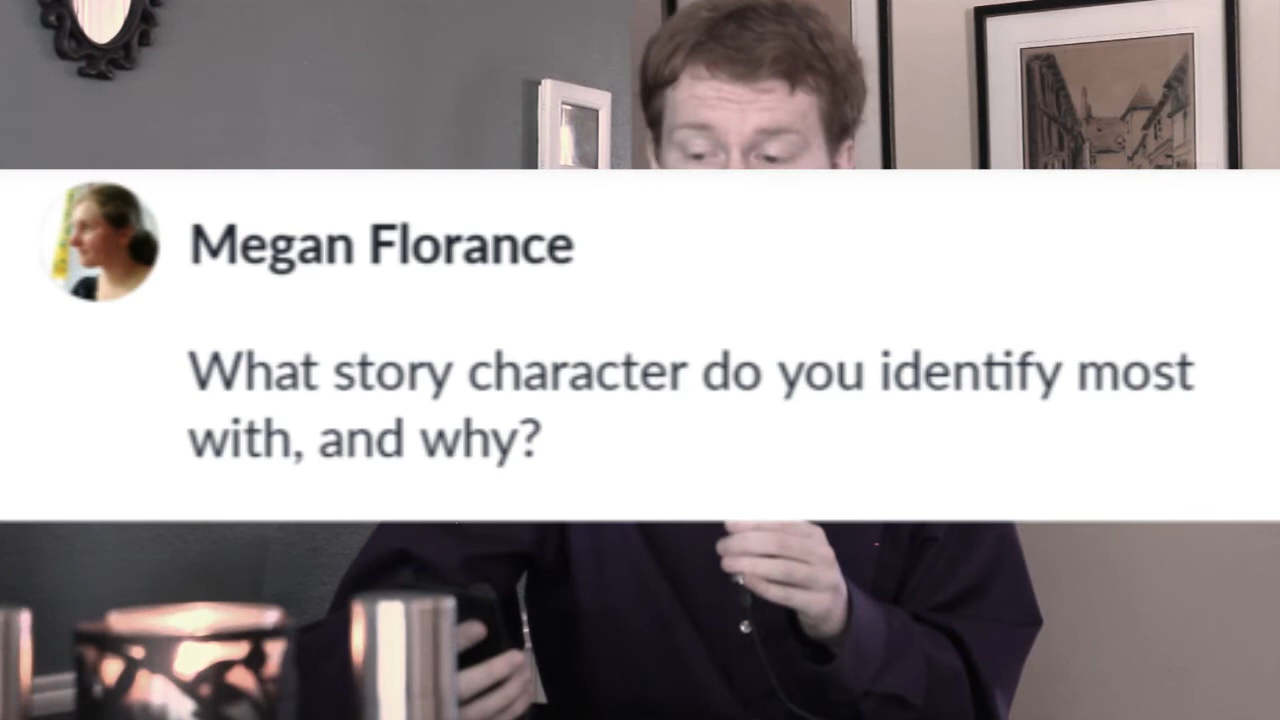 Megan Florance
What story character do you identify most
with, and why?